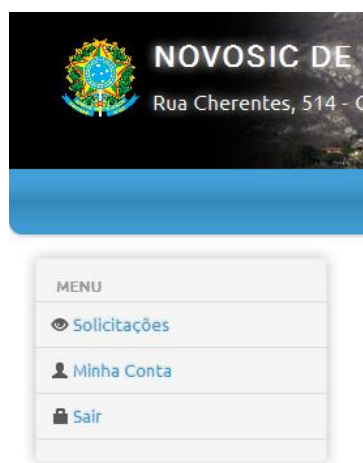 NOVOSIC DE
Rua Cherentes, 514 -
MENU
Solicitações
Minha Conta
Sair